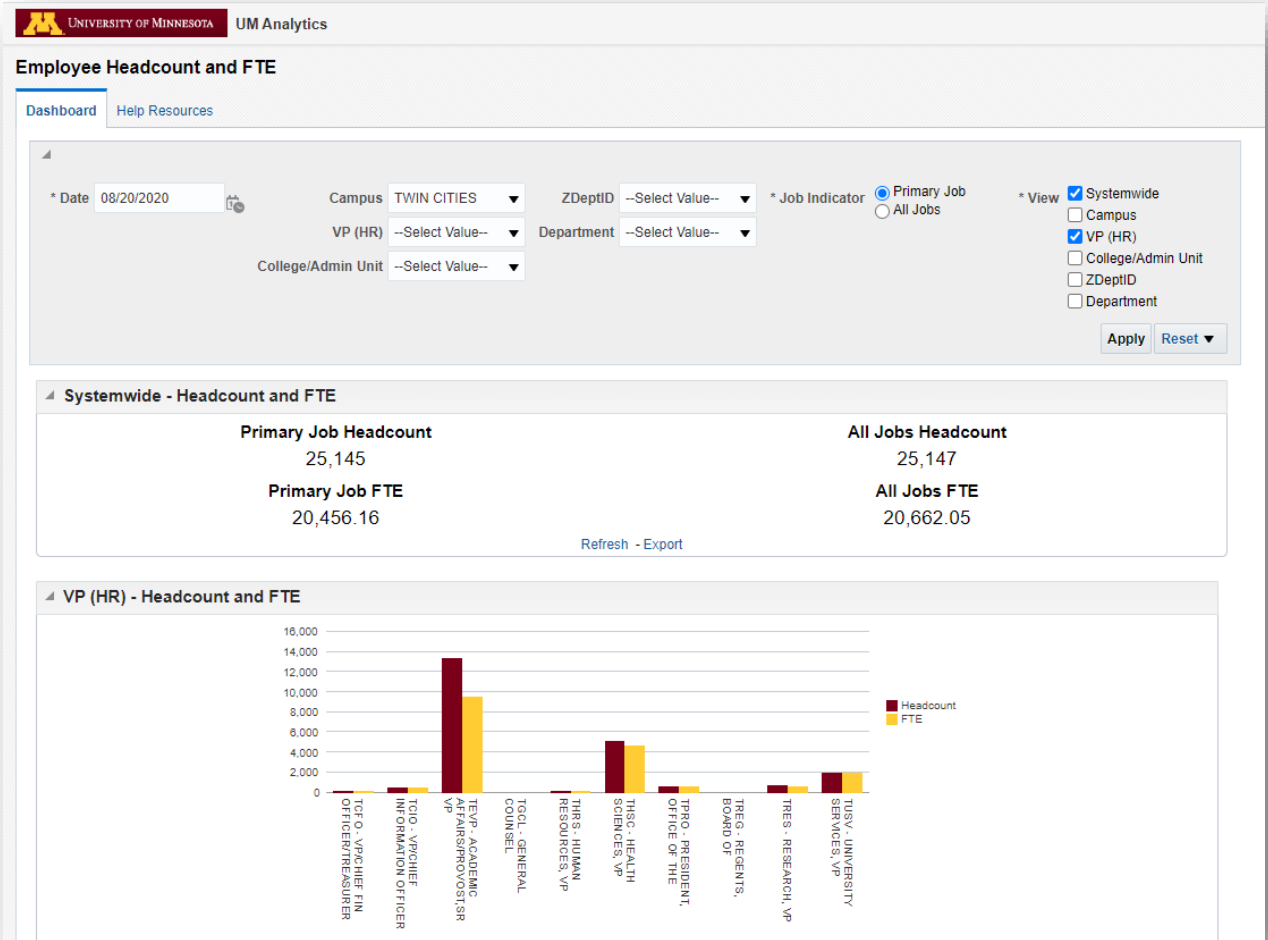 UNIVERSITY OF MINNESOTA UM Analytics
Employee Headcount and FTE
Dashboard Help Resources
* Date 08/20/2020
Campus TWIN CITIES
VP (HR) --Select Value--
College/Admin Unit --Select Value--
ZDeptID --Select Value--
Department --Select Value--
* Job Indicator Primary Job
All Jobs
* View Systemwide
Campus
VP (HR)
College/Admin Unit
ZDeptID
Department
Apply Reset
Systemwide - Headcount and FTE
Primary Job Headcount
25,145
Primary Job FTE
20,456.16
All Jobs Headcount
25,147
All Jobs FTE
20,662.05
Refresh - Export
VP (HR) - Headcount and FTE
16,000
14,000
12,000
10,000
8,000
6,000
4,000
2,000
0
TCFO - VP/CHIEF FIN
OFFICER/TREASURER
TCIO - VP/CHIEF
INFORMATION OFFICER
TEVP - ACADEMIC
AFFAIRS/PROVOST,SR
VP
TGCL - GENERAL
COUNSEL
THRS - HUMAN
RESOURCES, VP
THSC - HEALTH
SCIENCES, VP
TPRO - PRESIDENT,
OFFICE OF THE
TREG - REGENTS,
BOARD OF
TRES - RESEARCH, VP
TUSV - UNIVERSITY
SERVICES, VP
Headcount
FTE